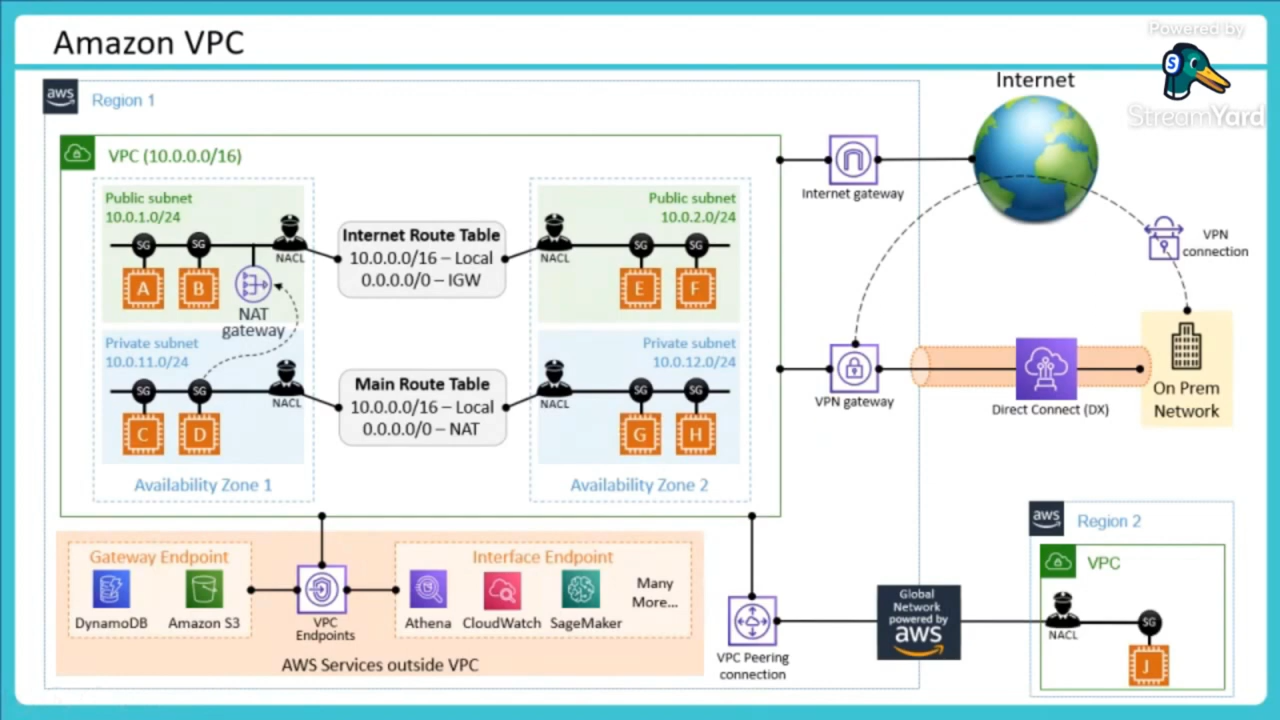 Amazon VPC
Powered by
StreamYard
aws
Region 1
Internet
VPC (10.0.0.0/16)
Public subnet
10.0.1.0/24
SG
SG
NACL
A
B
NAT
gateway
Internet Route Table
10.0.0.0/16 – Local
0.0.0.0/0 – IGW
Public subnet
10.0.2.0/24
NACL
SG
SG
E
F
Internet gateway
VPN
connection
Private subnet
10.0.11.0/24
SG
SG
NACL
C
D
Availability Zone 1
Main Route Table
10.0.0.0/16 – Local
0.0.0.0/0 – NAT
Private subnet
10.0.12.0/24
NACL
SG
SG
G
H
Availability Zone 2
VPN gateway
Direct Connect (DX)
On Prem
Network
Gateway Endpoint
DynamoDB
Amazon S3
VPC
Endpoints
Interface Endpoint
Athena
CloudWatch
SageMaker
Many
More...
AWS Services outside VPC
VPC Peering
connection
Global
Network
powered by
aws
aws
Region 2
VPC
NACL
SG
J